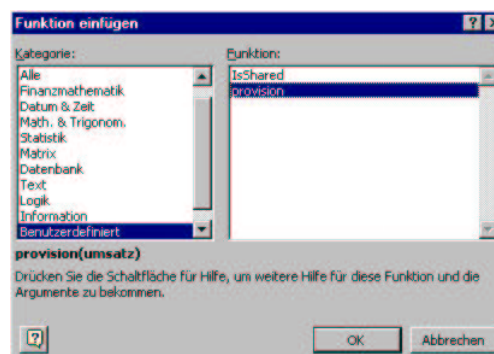 Funktion einfügen
Kategorie:
Funktion:
Alle
Finanzmathematik
Datum & Zeit
Math. & Trigonom.
Statistik
Matrix
Datenbank
Text
Logik
Information
Benutzerdefiniert
IsShared
provision
provision(umsatz)
Drücken Sie die Schaltfläche für Hilfe, um weitere Hilfe für diese Funktion und die
Argumente zu bekommen.
OK
Abbrechen